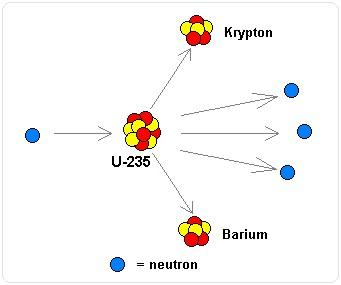 Krypton
U-235
Barium
= neutron